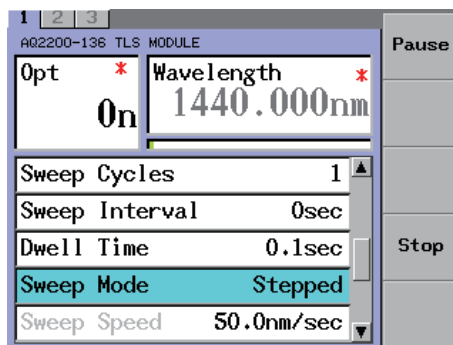 1 2 3
AQ2200-136 TLS MODULE
Pause
Opt *
On
Wavelength *
1440.000nm
Sweep Cycles 1
Sweep Interval 0sec
Dwell Time 0.1sec
Stop
Sweep Mode Stepped
Sweep Speed 50.0nm/sec